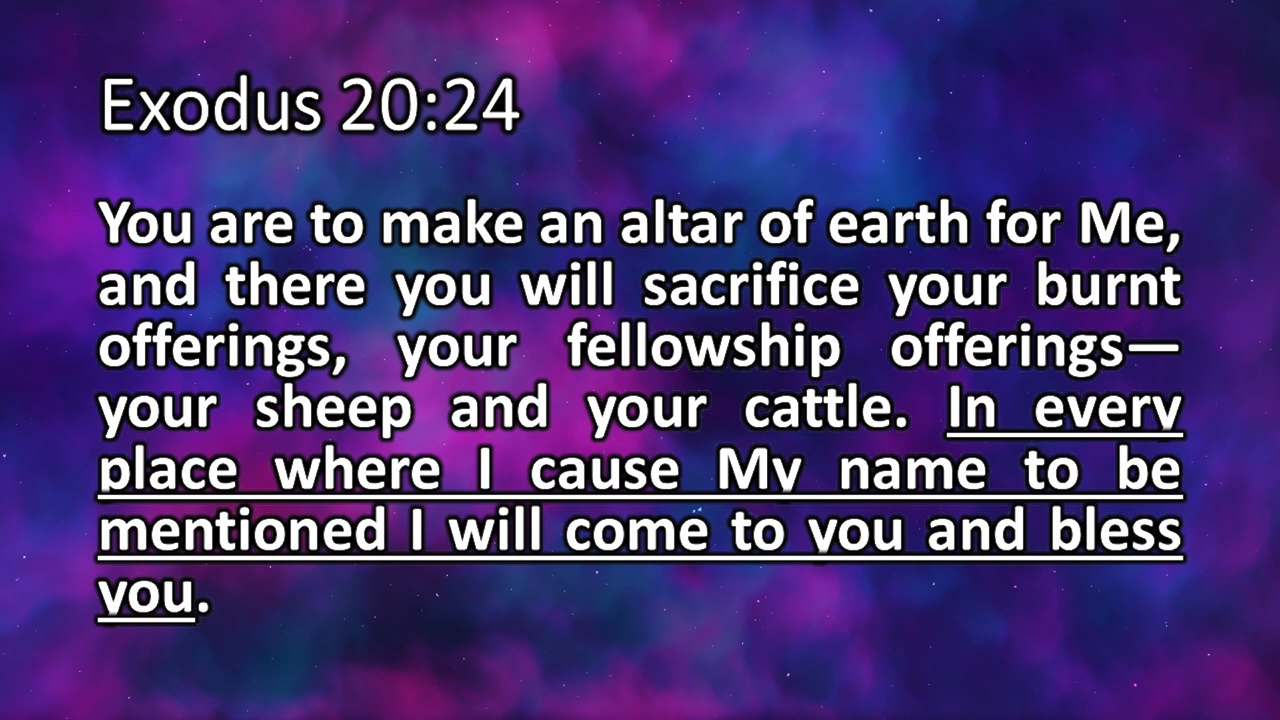 Exodus 20:24
You are to make an altar of earth for Me,
and there you will sacrifice your burnt
offerings, your fellowship offerings—
your sheep and your cattle. In every
place where I cause My name to be
mentioned I will come to you and bless
you.